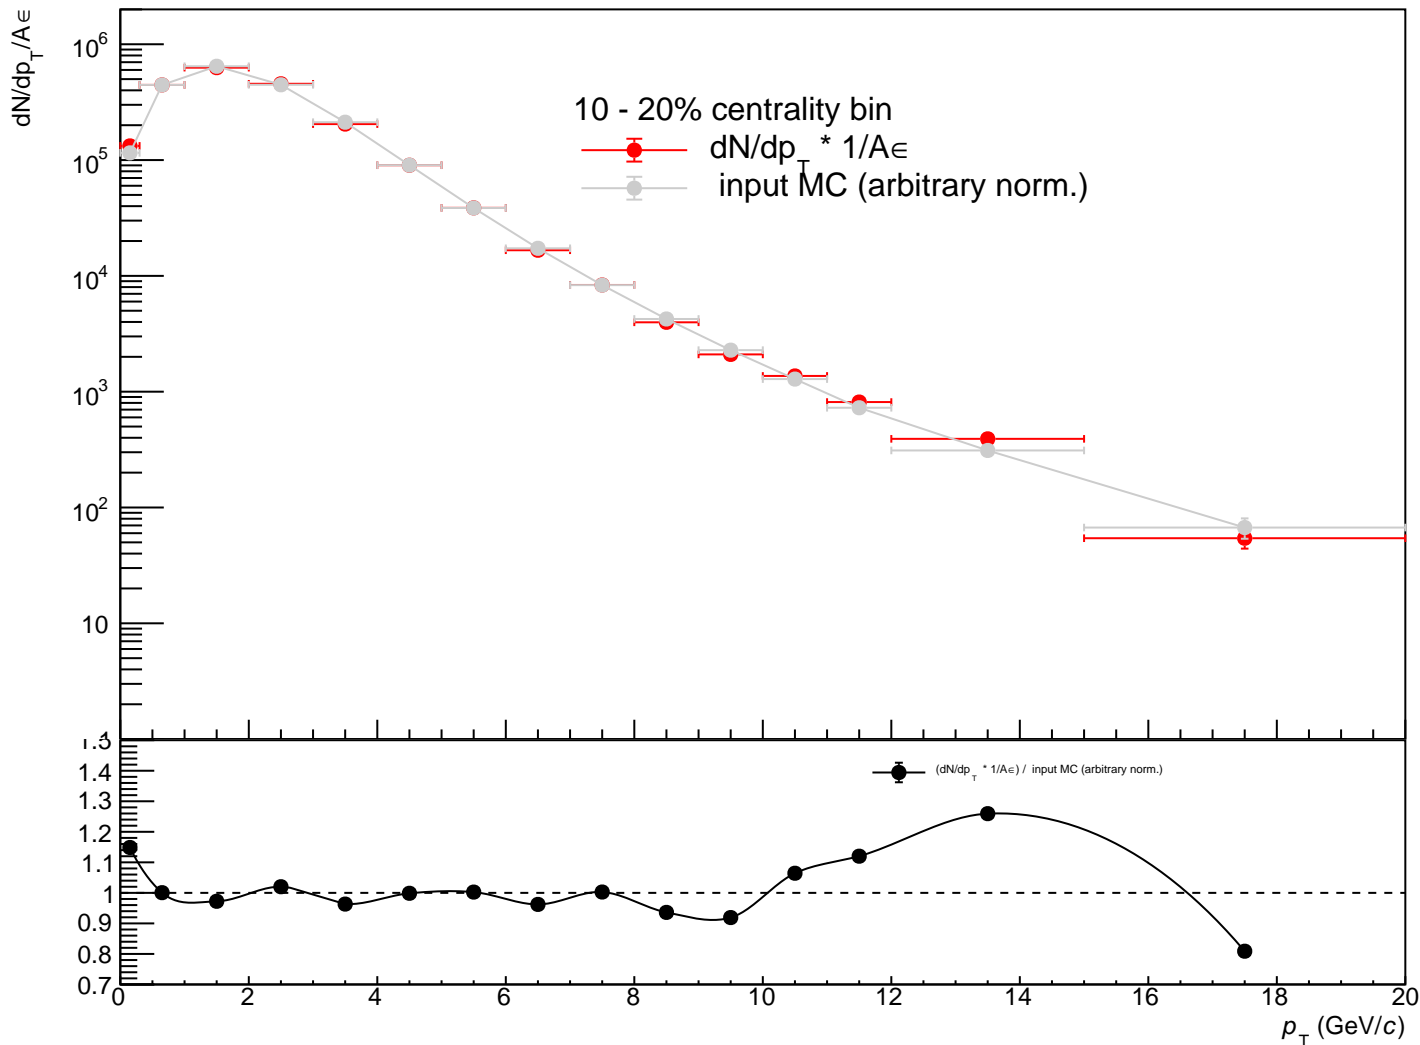 dN/dp_T/A∈
10^6
10^5
10^4
10^3
10^2
10
1
10 - 20% centrality bin
dN/dp_T * 1/A∈
input MC (arbitrary norm.)
1.5
1.4
1.3
1.2
1.1
1
0.9
0.8
0.7
(dN/dp_T * 1/A∈) / input MC (arbitrary norm.)
0 2 4 6 8 10 12 14 16 18 20
p_T (GeV/c)